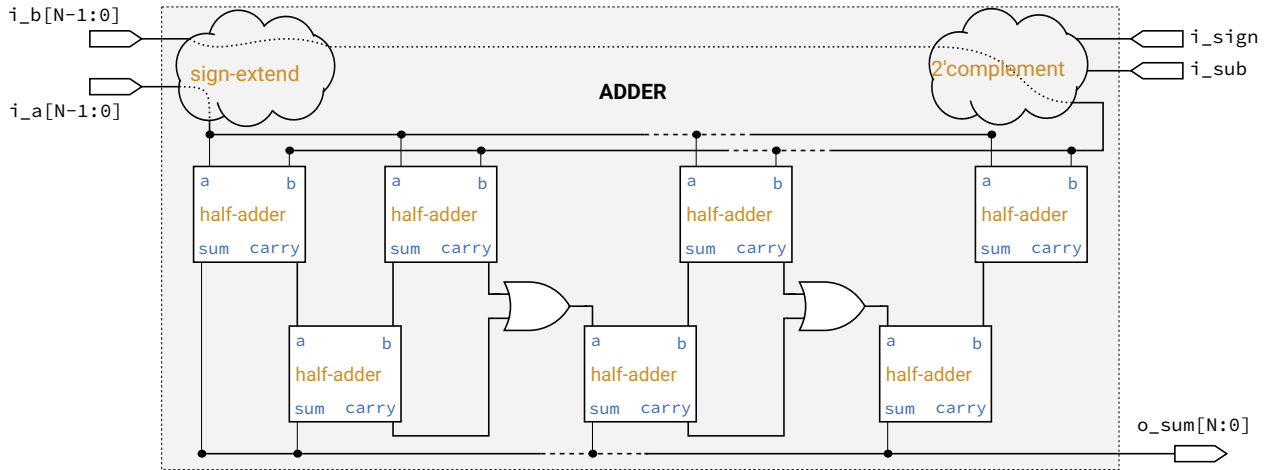 i_b[N-1:0]
i_sign
sign-extend
2'complement
i_sub
ADDER
i_a[N-1:0]
a b
half-adder
sum carry
a b
half-adder
sum carry
a b
half-adder
sum carry
a b
half-adder
sum carry
a b
half-adder
sum carry
a b
half-adder
sum carry
a b
half-adder
sum carry
o_sum[N:0]